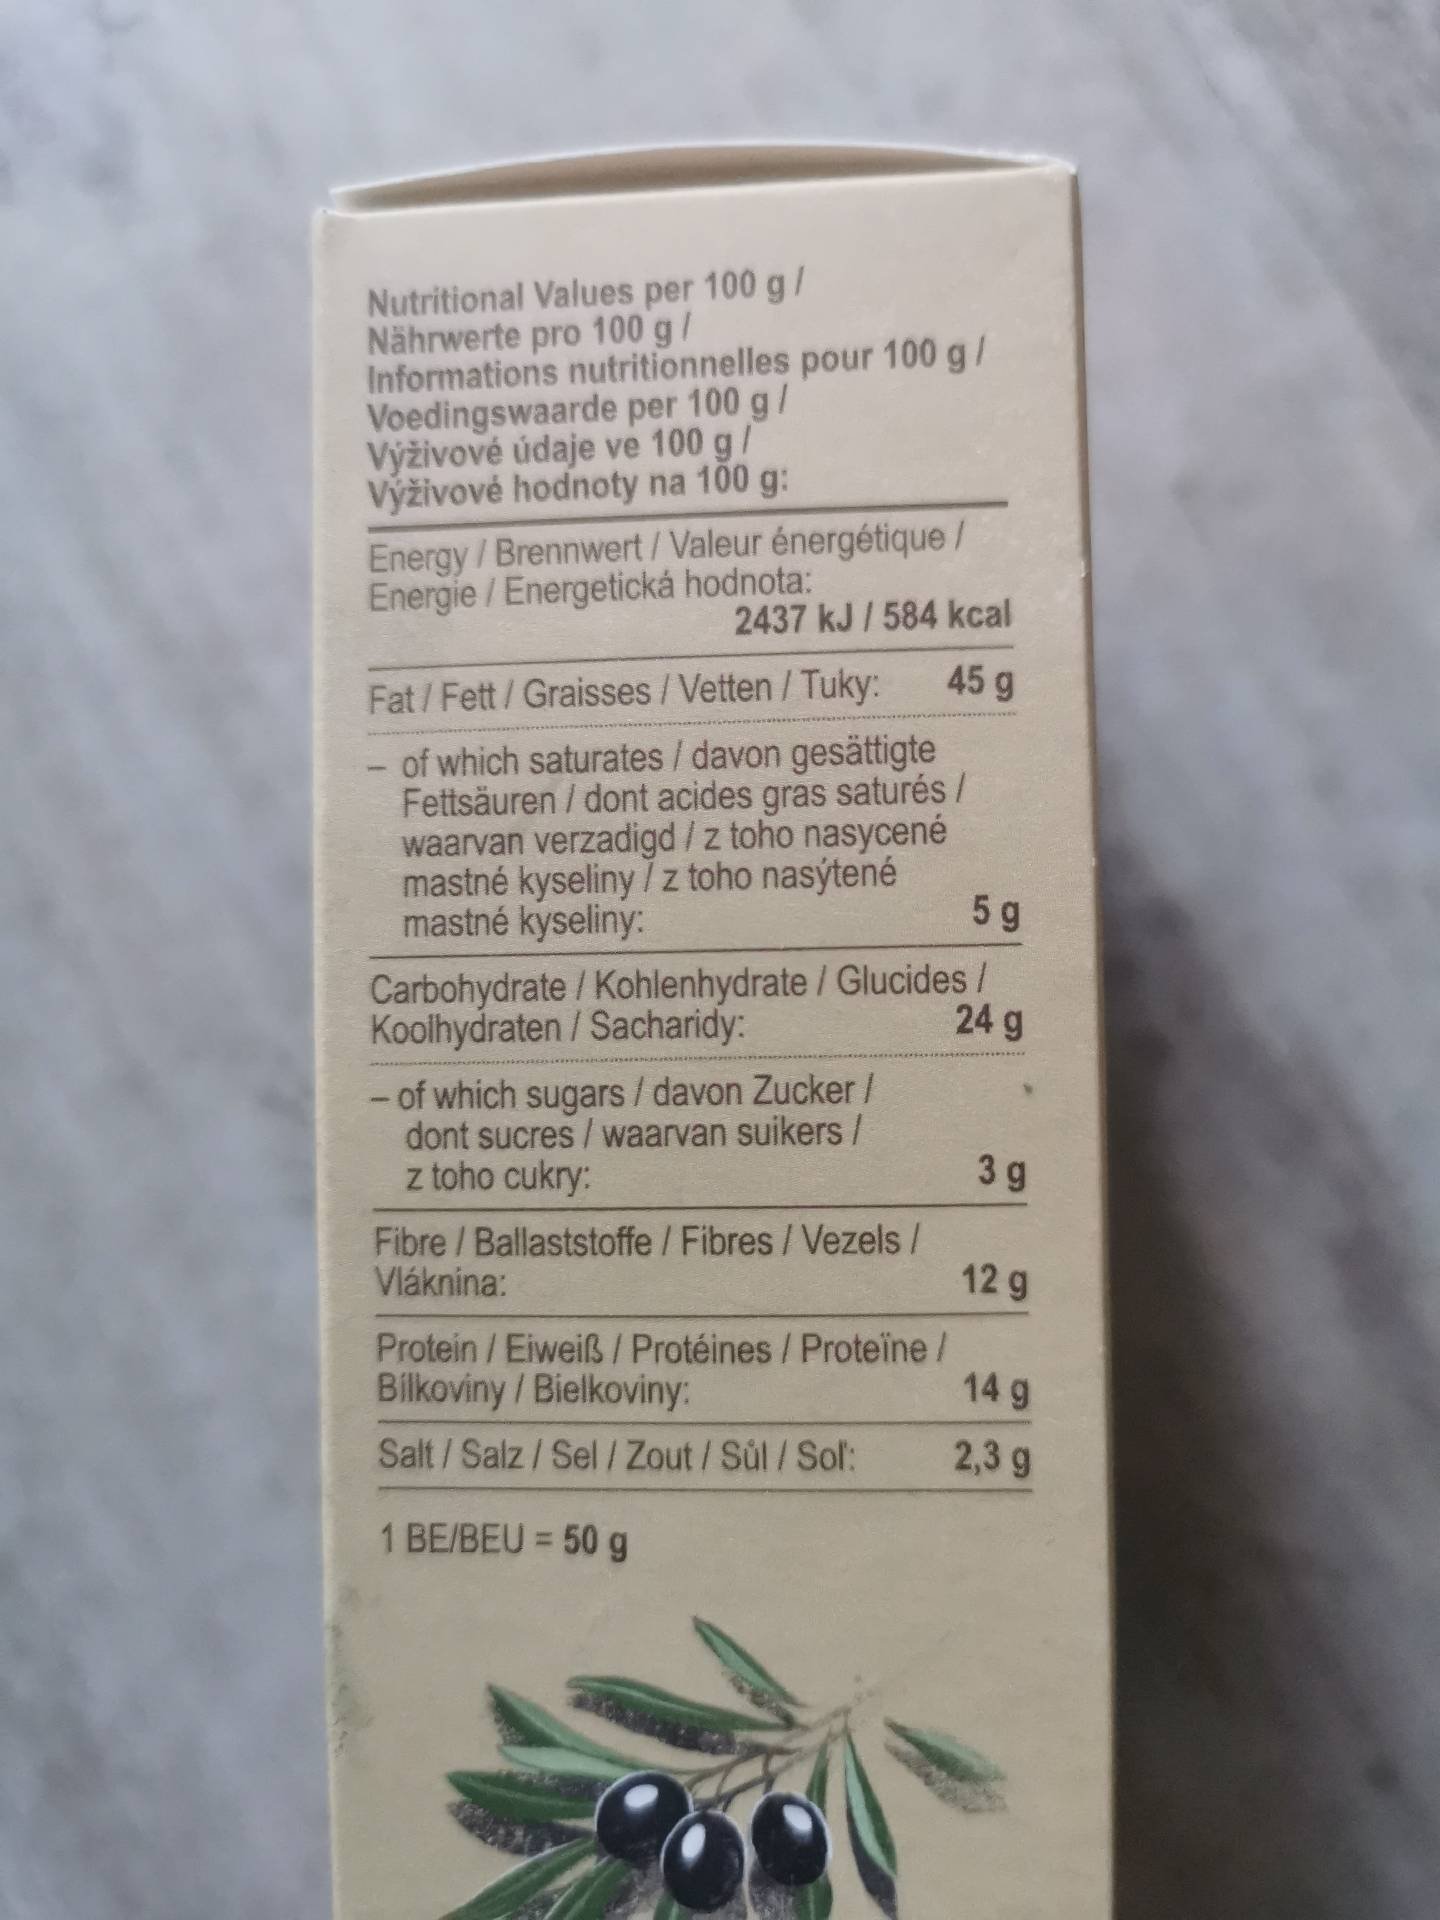 Nutritional Values per 100 g /
Nährwerte pro 100 g /
Informations nutritionnelles pour 100 g /
Voedingswaarde per 100 g /
Výživové údaje ve 100 g /
Výživové hodnoty na 100 g:
Energy / Brennwert / Valeur énergétique /
Energie / Energetická hodnota:
2437 kJ / 584 kcal
Fat / Fett / Graisses / Vetten / Tuky: 45 g
– of which saturates / davon gesättigte
Fettsäuren / dont acides gras saturés /
waarvan verzadigd / z toho nasycené
mastné kyseliny / z toho nasýtené
mastné kyseliny: 5 g
Carbohydrate / Kohlenhydrate / Glucides /
Koolhydraten / Sacharidy: 24 g
– of which sugars / davon Zucker /
dont sucres / waarvan suikers /
z toho cukry: 3 g
Fibre / Ballaststoffe / Fibres / Vezels /
Vláknina: 12 g
Protein / Eiweiß / Protéines / Proteïne /
Bílkoviny / Bielkoviny: 14 g
Salt / Salz / Sel / Zout / Sůl / Soľ: 2,3 g
1 BE/BEU = 50 g